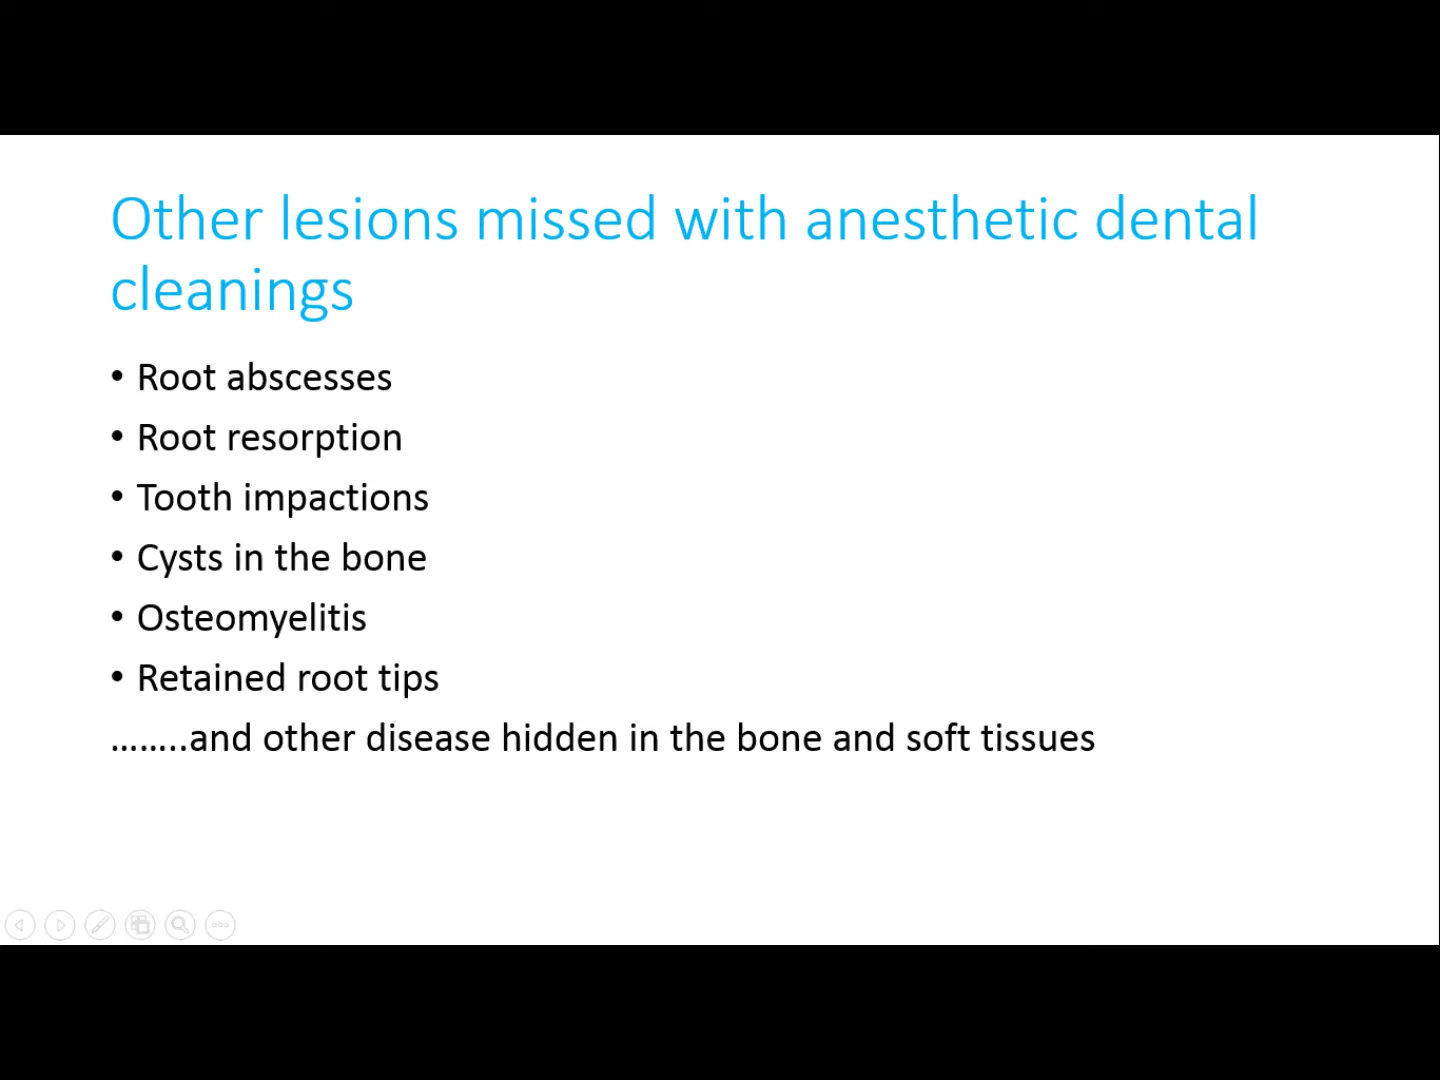 Other lesions missed with anesthetic dental
cleanings
• Root abscesses
• Root resorption
• Tooth impactions
• Cysts in the bone
• Osteomyelitis
• Retained root tips
........and other disease hidden in the bone and soft tissues